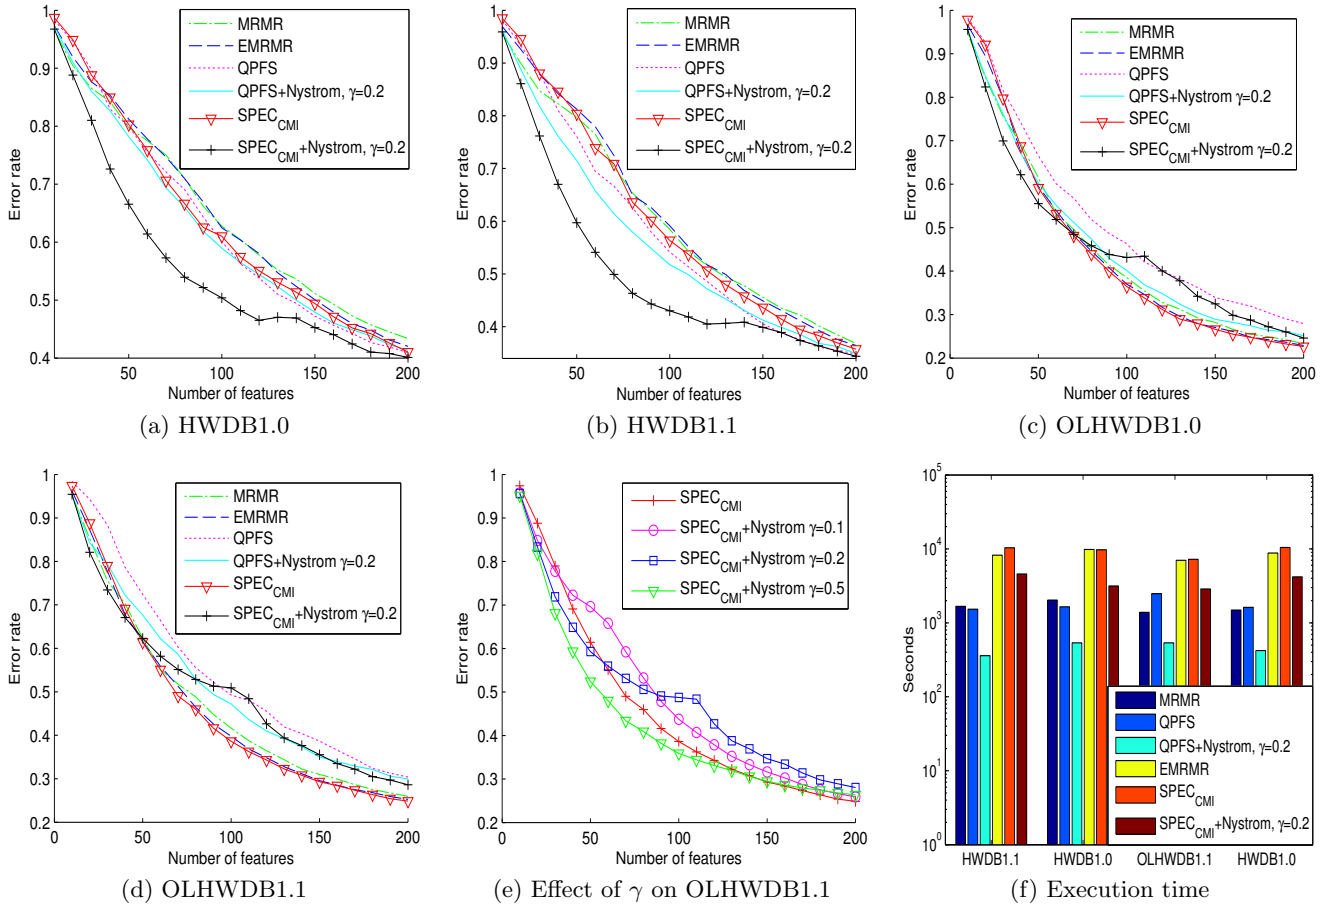 1
0.9
0.8
0.7
0.6
0.5
0.4
Error rate
50 100 150 200
Number of features
MRMR
EMRMR
QPFS
QPFS+Nystrom, γ=0.2
SPEC_CMI
SPEC_CMI+Nystrom, γ=0.2
(a) HWDB1.0
1
0.9
0.8
0.7
0.6
0.5
0.4
Error rate
50 100 150 200
Number of features
MRMR
EMRMR
QPFS
QPFS+Nystrom, γ=0.2
SPEC_CMI
SPEC_CMI+Nystrom, γ=0.2
(b) HWDB1.1
1
0.9
0.8
0.7
0.6
0.5
0.4
0.3
0.2
Error rate
0 50 100 150 200
Number of features
MRMR
EMRMR
QPFS
QPFS+Nystrom γ=0.2
SPEC_CMI
SPEC_CMI+Nystrom γ=0.2
(c) OLHWDB1.0
1
0.9
0.8
0.7
0.6
0.5
0.4
0.3
0.2
Error rate
0 50 100 150 200
Number of features
MRMR
EMRMR
QPFS
QPFS+Nystrom γ=0.2
SPEC_CMI
SPEC_CMI+Nystrom γ=0.2
(d) OLHWDB1.1
1
0.9
0.8
0.7
0.6
0.5
0.4
0.3
0.2
Error rate
0 50 100 150 200
Number of features
SPEC_CMI
SPEC_CMI+Nystrom γ=0.1
SPEC_CMI+Nystrom γ=0.2
SPEC_CMI+Nystrom γ=0.5
(e) Effect of γ on OLHWDB1.1
10^5
10^4
10^3
10^2
10^1
10^0
Seconds
MRMR
QPFS
QPFS+Nystrom, γ=0.2
EMRMR
SPEC_CMI
SPEC_CMI+Nystrom, γ=0.2
HWDB1.1 HWDB1.0 OLHWDB1.1 HWDB1.0
(f) Execution time